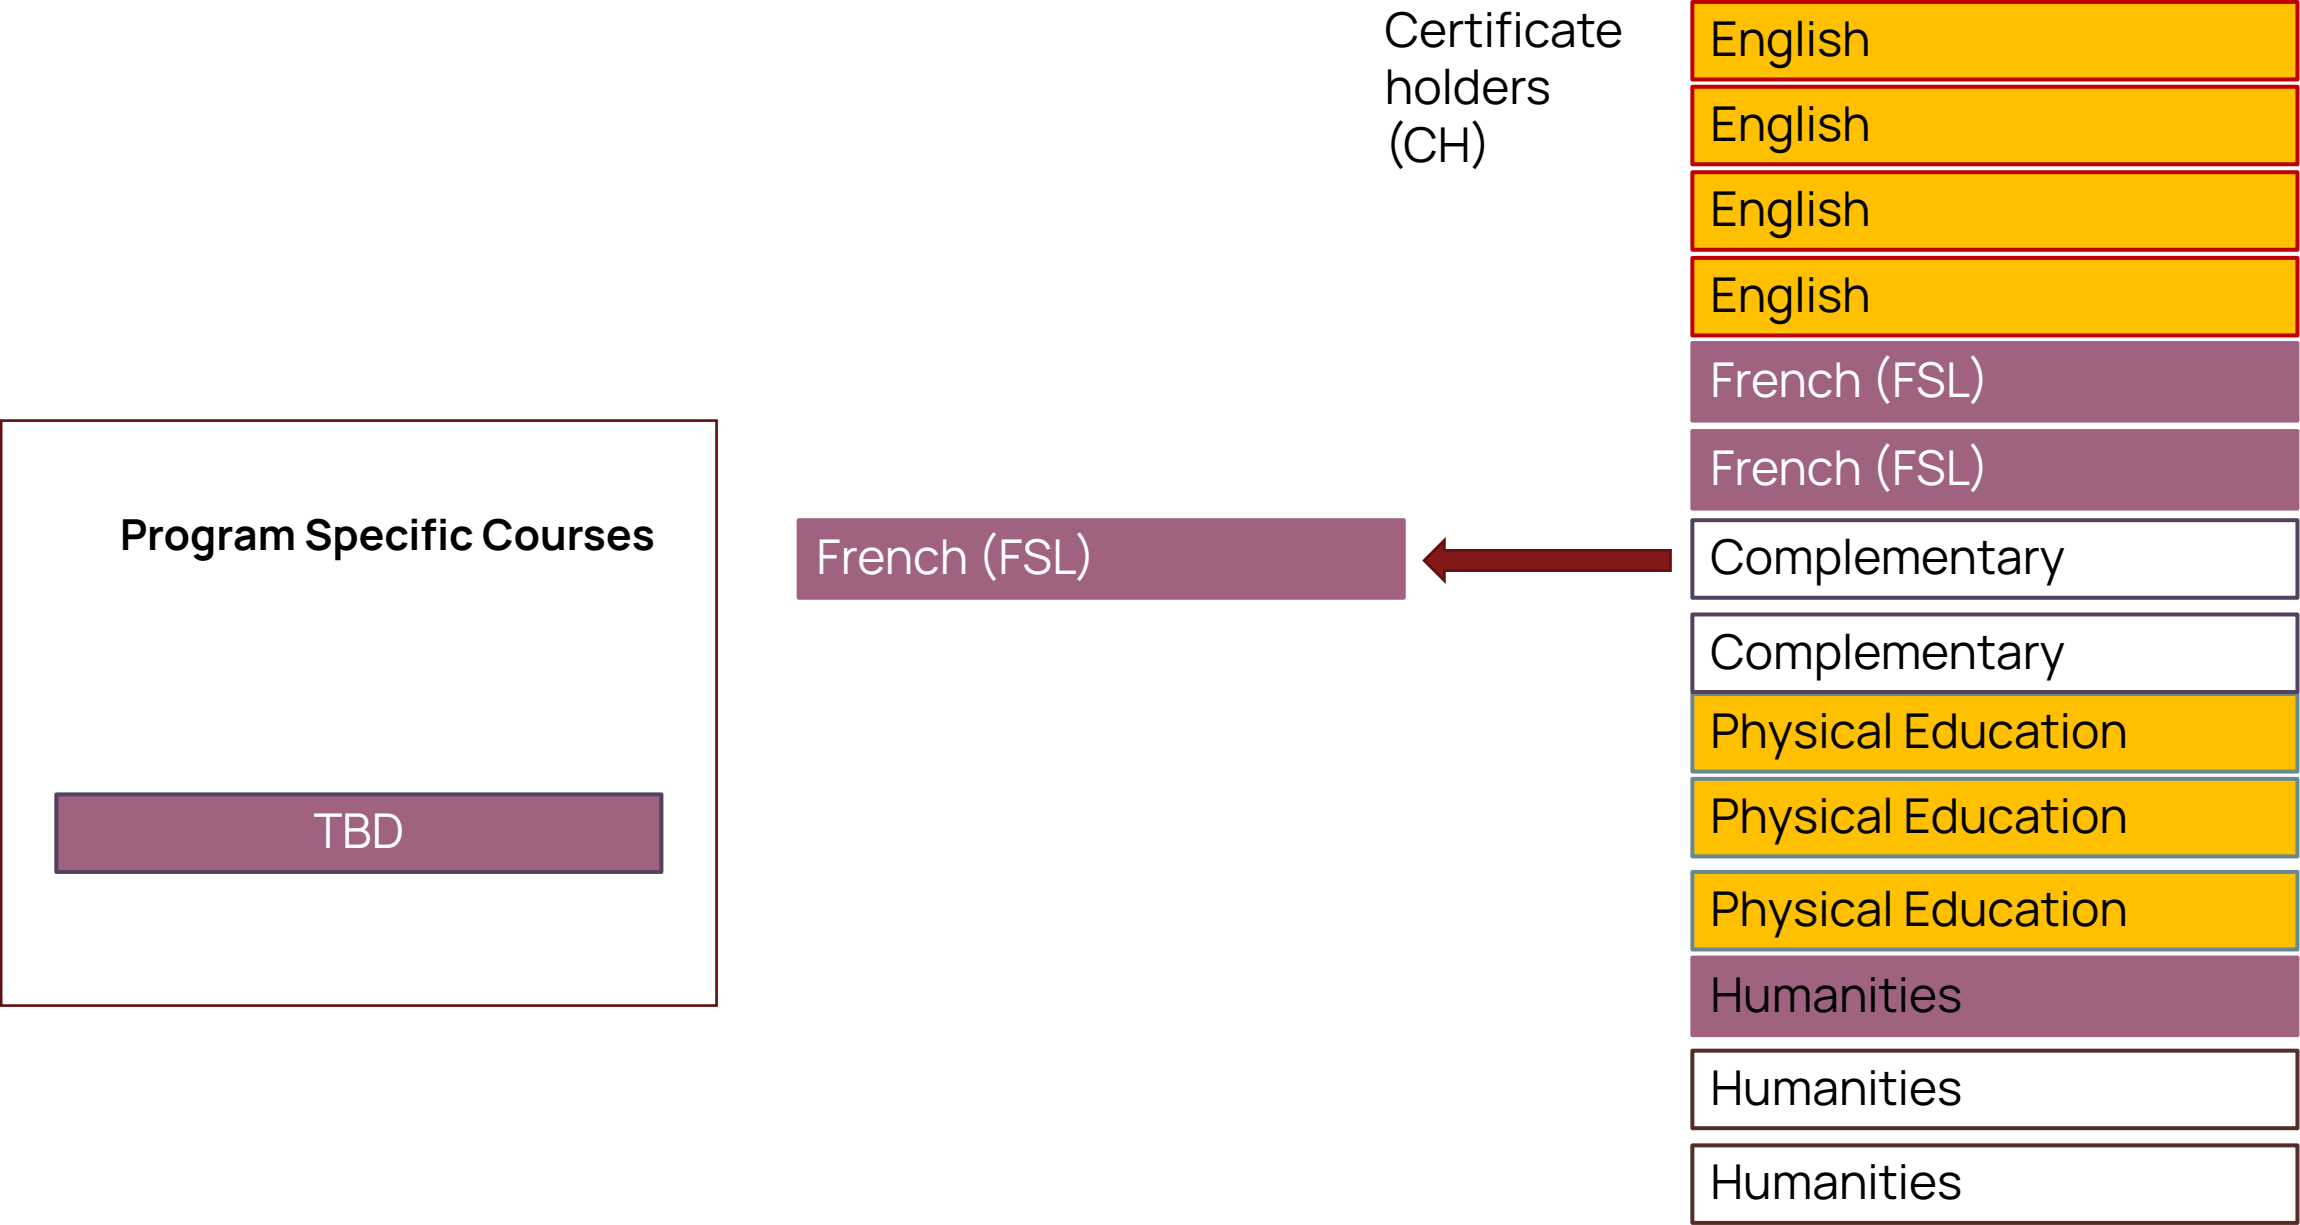 Certificate
holders
(CH)
English
English
English
English
French (FSL)
French (FSL)
Program Specific Courses
French (FSL)
Complementary
Complementary
Physical Education
TBD
Physical Education
Physical Education
Humanities
Humanities
Humanities